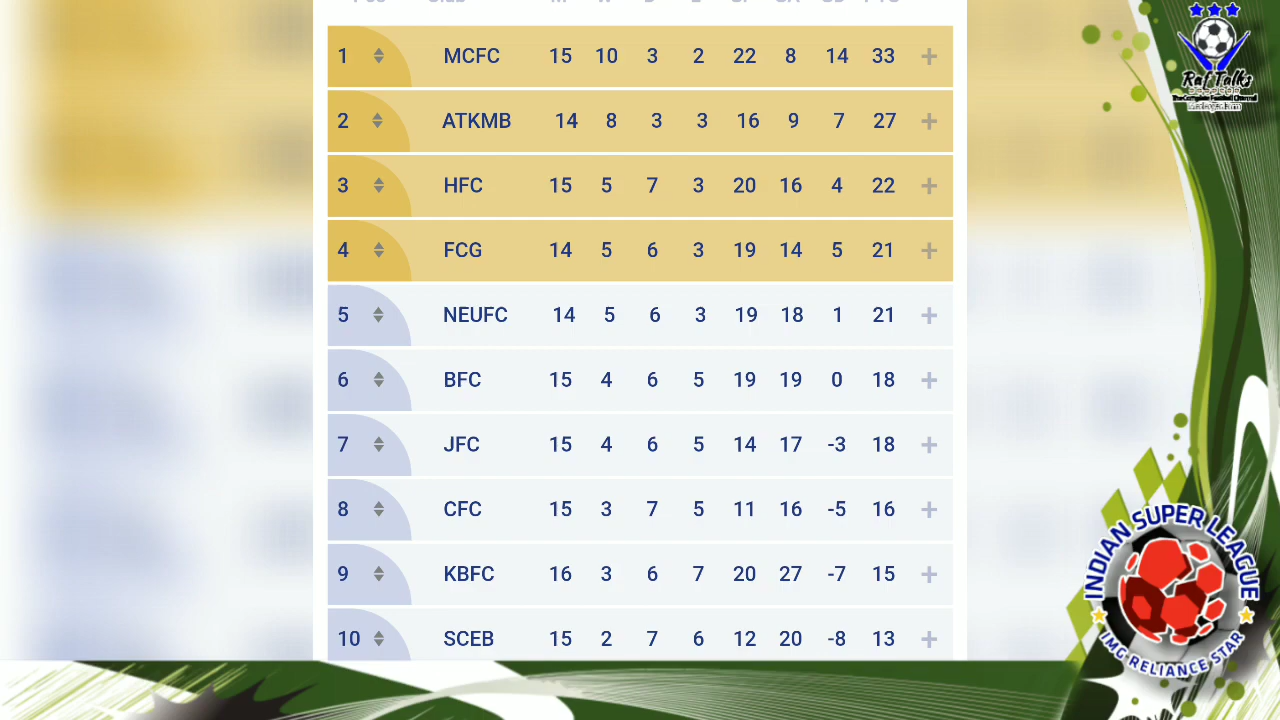 1 MCFC 15 10 3 2 22 8 14 33 +
2 ATKMB 14 8 3 3 16 9 7 27 +
3 HFC 15 5 7 3 20 16 4 22 +
4 FCG 14 5 6 3 19 14 5 21 +
5 NEUFC 14 5 6 3 19 18 1 21 +
6 BFC 15 4 6 5 19 19 0 18 +
7 JFC 15 4 6 5 14 17 -3 18 +
8 CFC 15 3 7 5 11 16 -5 16 +
9 KBFC 16 3 6 7 20 27 -7 15 +
10 SCEB 15 2 7 6 12 20 -8 13 +
Raf Talks
INDIAN SUPER LEAGUE
IMG RELIANCE STAR